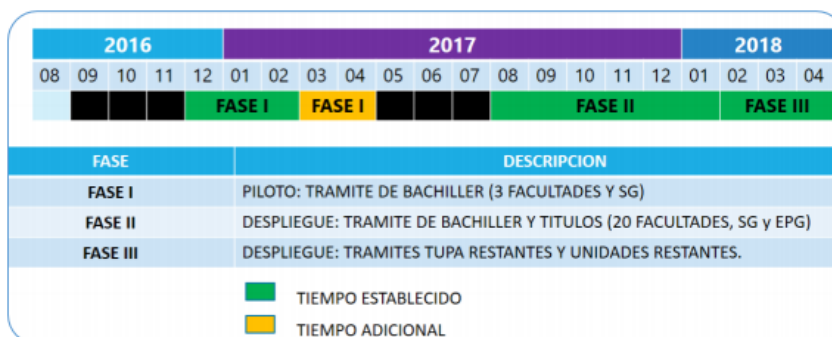 2016 2017 2018
08 09 10 11 12 01 02 03 04 05 06 07 08 09 10 11 12 01 02 03 04
FASE I FASE I FASE II FASE III
FASE DESCRIPCION
FASE I PILOTO: TRAMITE DE BACHILLER (3 FACULTADES Y SG)
FASE II DESPLIEGUE: TRAMITE DE BACHILLER Y TITULOS (20 FACULTADES, SG y EPG)
FASE III DESPLIEGUE: TRAMITES TUPA RESTANTES Y UNIDADES RESTANTES.
TIEMPO ESTABLECIDO
TIEMPO ADICIONAL